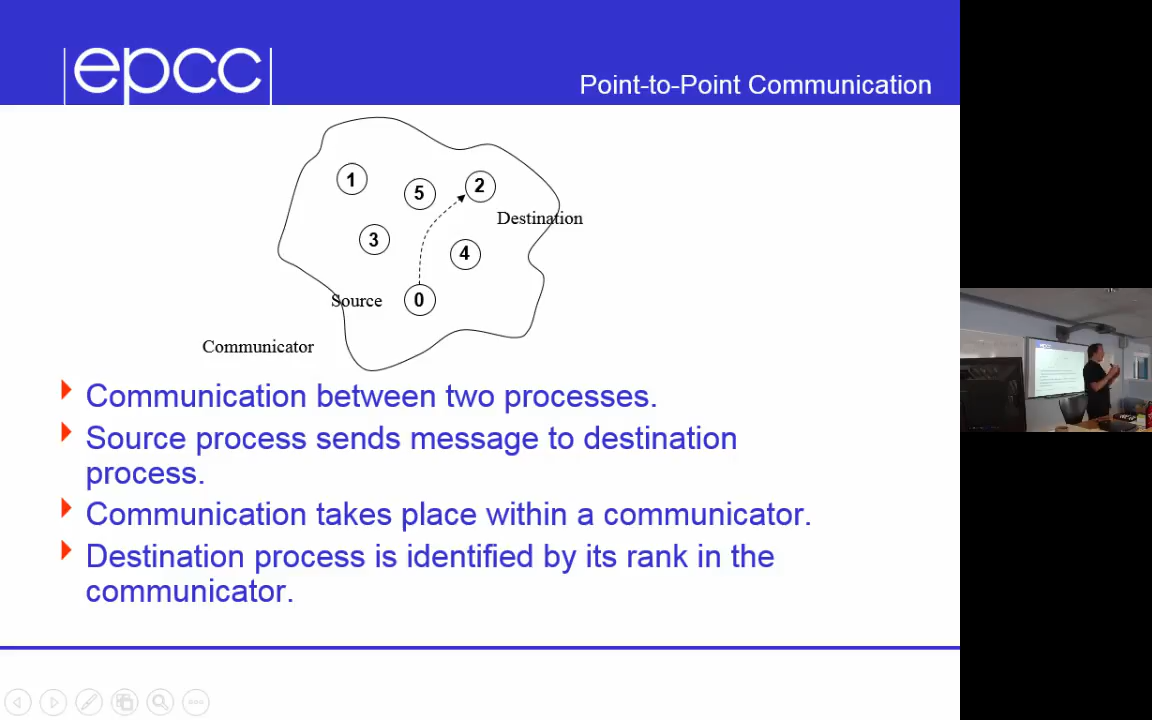 epcc
Point-to-Point Communication
1
5
2
Destination
3
4
Source
0
Communicator
Communication between two processes.
Source process sends message to destination
process.
Communication takes place within a communicator.
Destination process is identified by its rank in the
communicator.